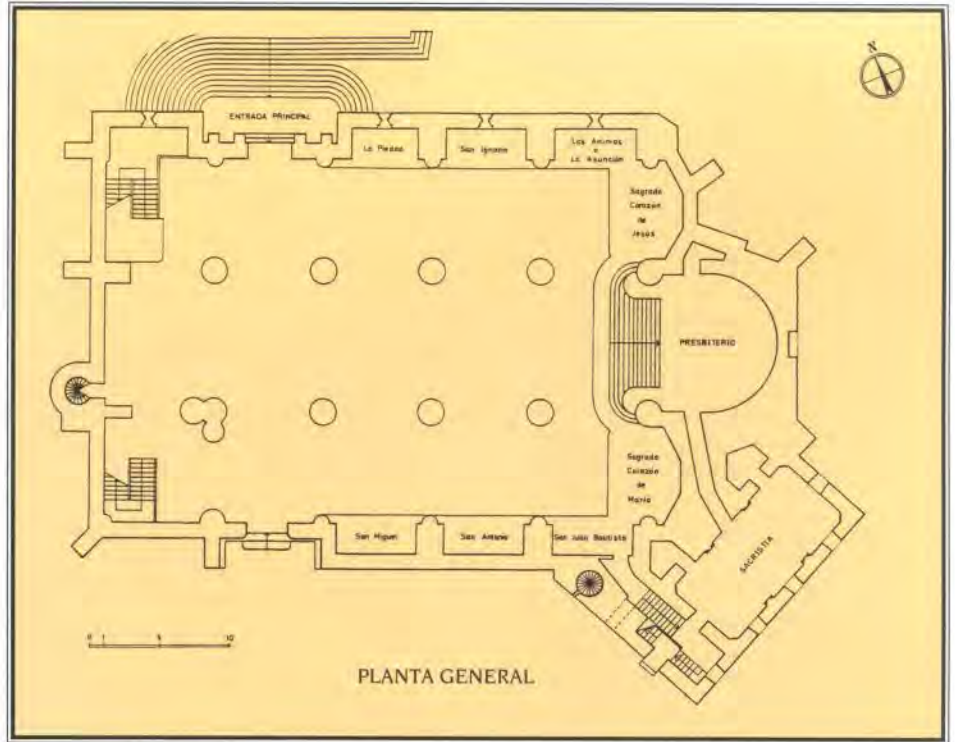 N
ENTRADA PRINCIPAL
La Piedad
San Ignacio
Las Animas
o
La Asunción
Sagrado
Corazón
de
Jesús
PRESBITERIO
Sagrado
Corazón
de
María
San Miguel
San Antonio
San Juan Bautista
SACRISTIA
0 1 5 10
PLANTA GENERAL